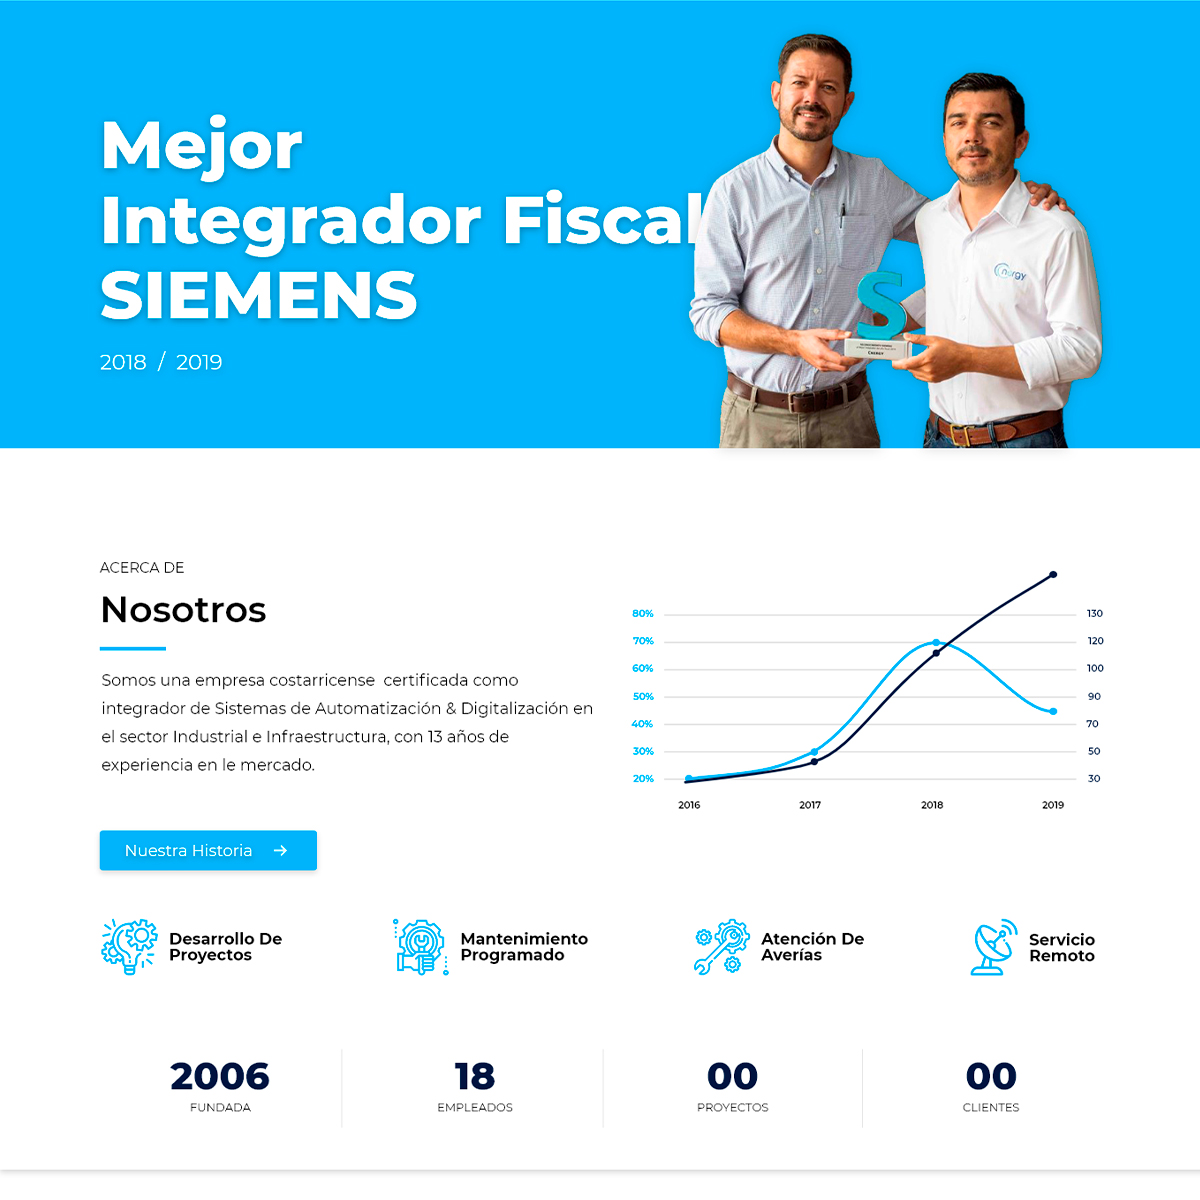 Mejor
Integrador Fiscal
SIEMENS
2018 / 2019
nergy
CNERGY
ACERCA DE
Nosotros
Somos una empresa costarricense certificada como
integrador de Sistemas de Automatización & Digitalización en
el sector Industrial e Infraestructura, con 13 años de
experiencia en le mercado.
Nuestra Historia
80%
70%
60%
50%
40%
30%
20%
130
120
100
90
70
50
30
2016
2017
2018
2019
Desarrollo De
Proyectos
Mantenimiento
Programado
Atención De
Averías
Servicio
Remoto
2006
FUNDADA
18
EMPLEADOS
00
PROYECTOS
00
CLIENTES